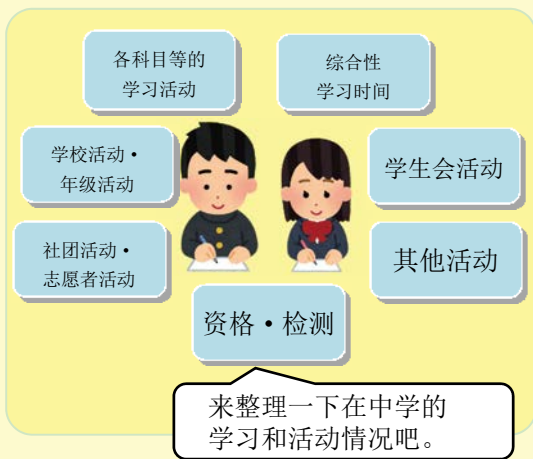 各科目等的
学习活动
综合性
学习时间
学校活动·
年级活动
学生会活动
社团活动·
志愿者活动
其他活动
资格·检测
来整理一下在中学的
学习和活动情况吧。